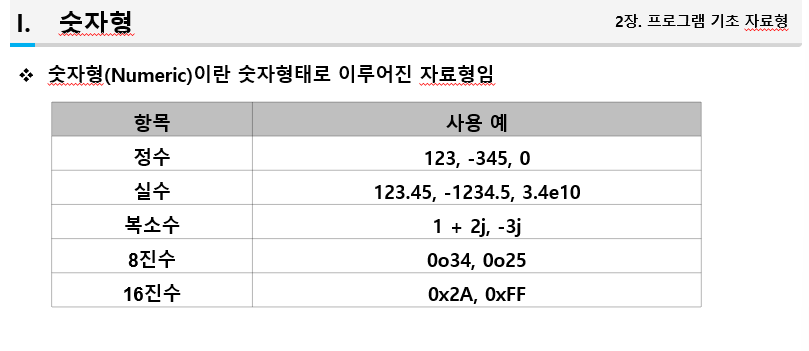 I. 숫자형
2장. 프로그램 기초 자료형
❖ 숫자형(Numeric)이란 숫자형태로 이루어진 자료형임
항목 사용 예
정수 123, -345, 0
실수 123.45, -1234.5, 3.4e10
복소수 1 + 2j, -3j
8진수 0o34, 0o25
16진수 0x2A, 0xFF